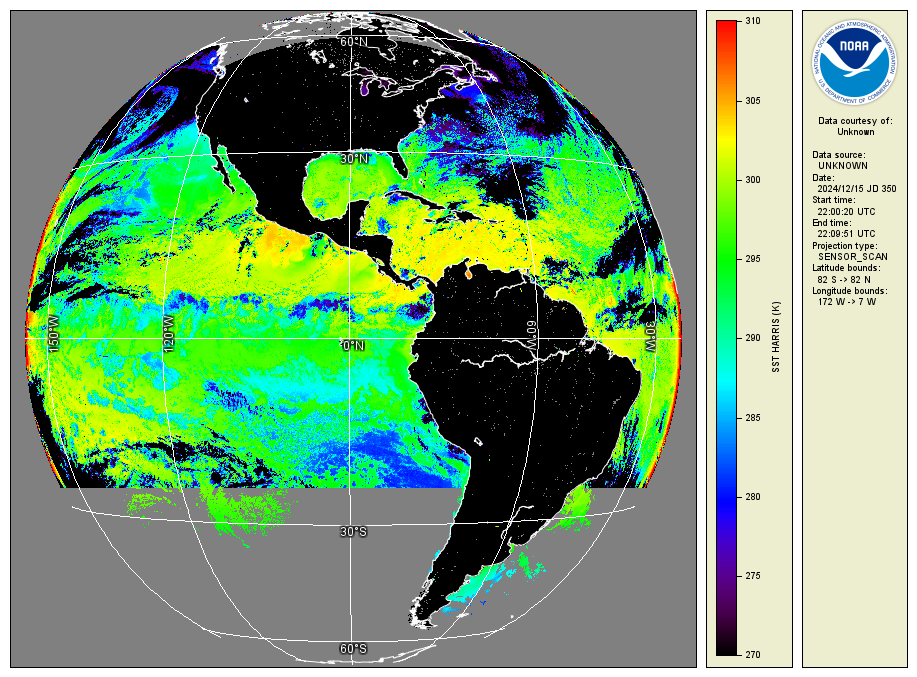 60°N
30°N
150°W
120°W
0°N
60°W
30°W
30°S
60°S
310
305
300
295
290
285
280
275
270
SST HARRIS (K)
NATIONAL OCEANIC AND ATMOSPHERIC ADMINISTRATION
NOAA
U.S. DEPARTMENT OF COMMERCE
Data courtesy of:
Unknown
Data source:
UNKNOWN
Date:
2024/12/15 JD 350
Start time:
22:00:20 UTC
End time:
22:09:51 UTC
Projection type:
SENSOR_SCAN
Latitude bounds:
82 S -> 82 N
Longitude bounds:
172 W -> 7 W